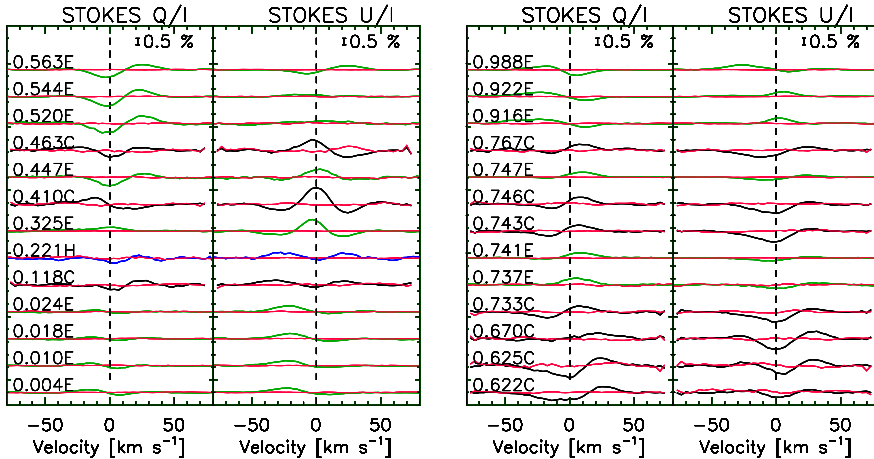 STOKES Q/I STOKES U/I STOKES Q/I STOKES U/I
0.5 % 0.5 % 0.5 % 0.5 %
0.563E 0.988E
0.544E 0.922E
0.520E 0.916E
0.463C 0.767C
0.447E 0.747E
0.410C 0.746C
0.325E 0.743C
0.221H 0.741E
0.118C 0.737E
0.024E 0.733C
0.018E 0.670C
0.010E 0.625C
0.004E 0.622C
−50 0 50 −50 0 50 −50 0 50 −50 0 50
Velocity [km s⁻¹] Velocity [km s⁻¹] Velocity [km s⁻¹] Velocity [km s⁻¹]